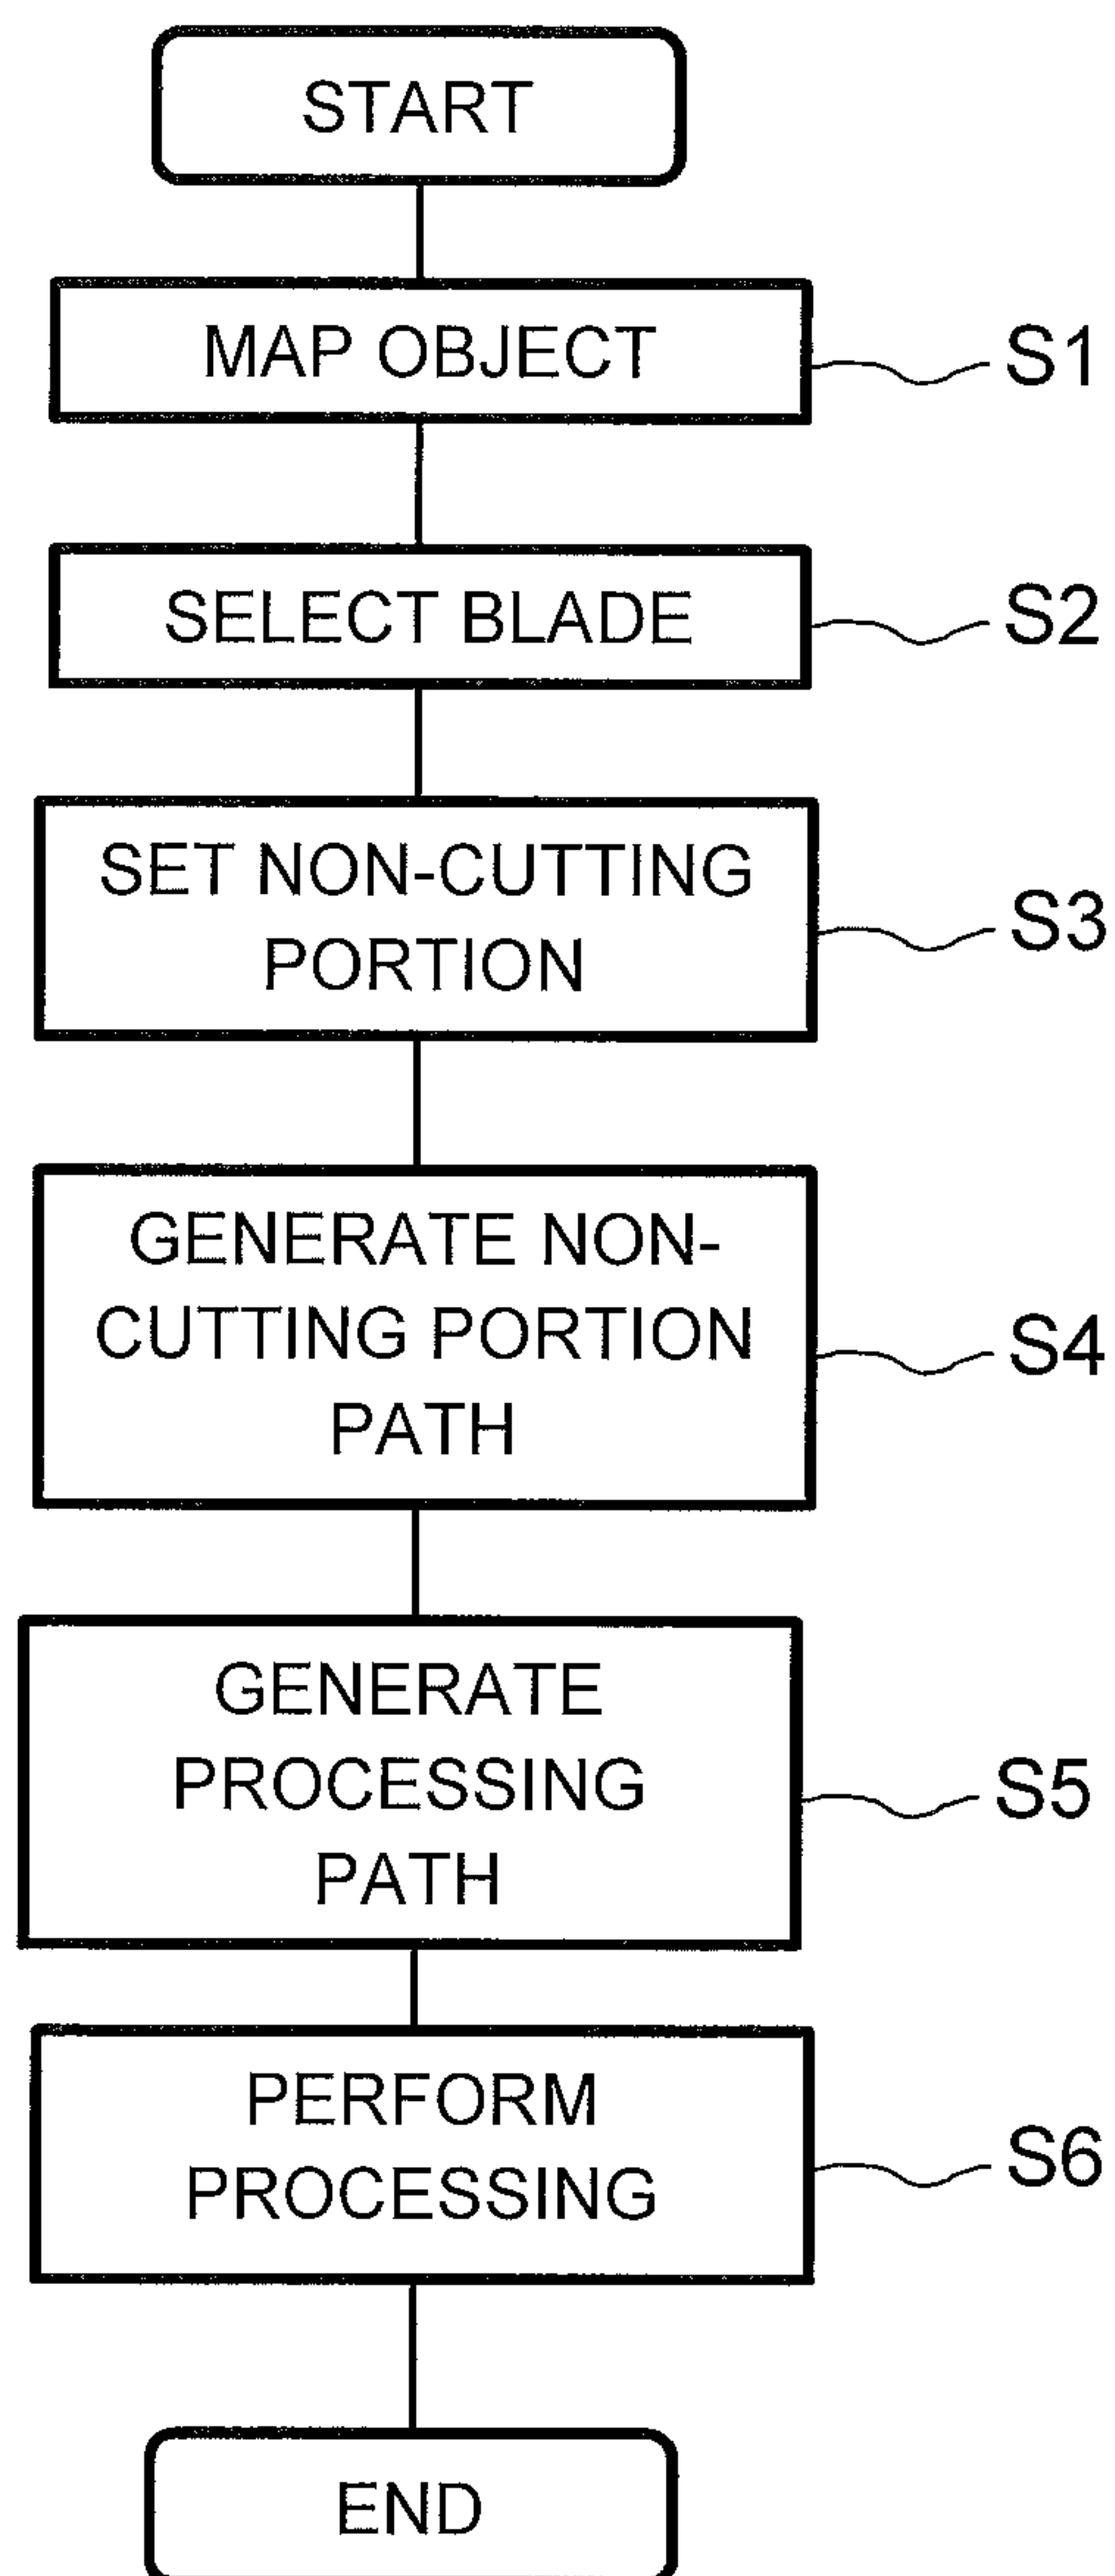 START
MAP OBJECT
S1
SELECT BLADE
S2
SET NON-CUTTING
PORTION
S3
GENERATE NON-
CUTTING PORTION
PATH
S4
GENERATE
PROCESSING
PATH
S5
PERFORM
PROCESSING
S6
END